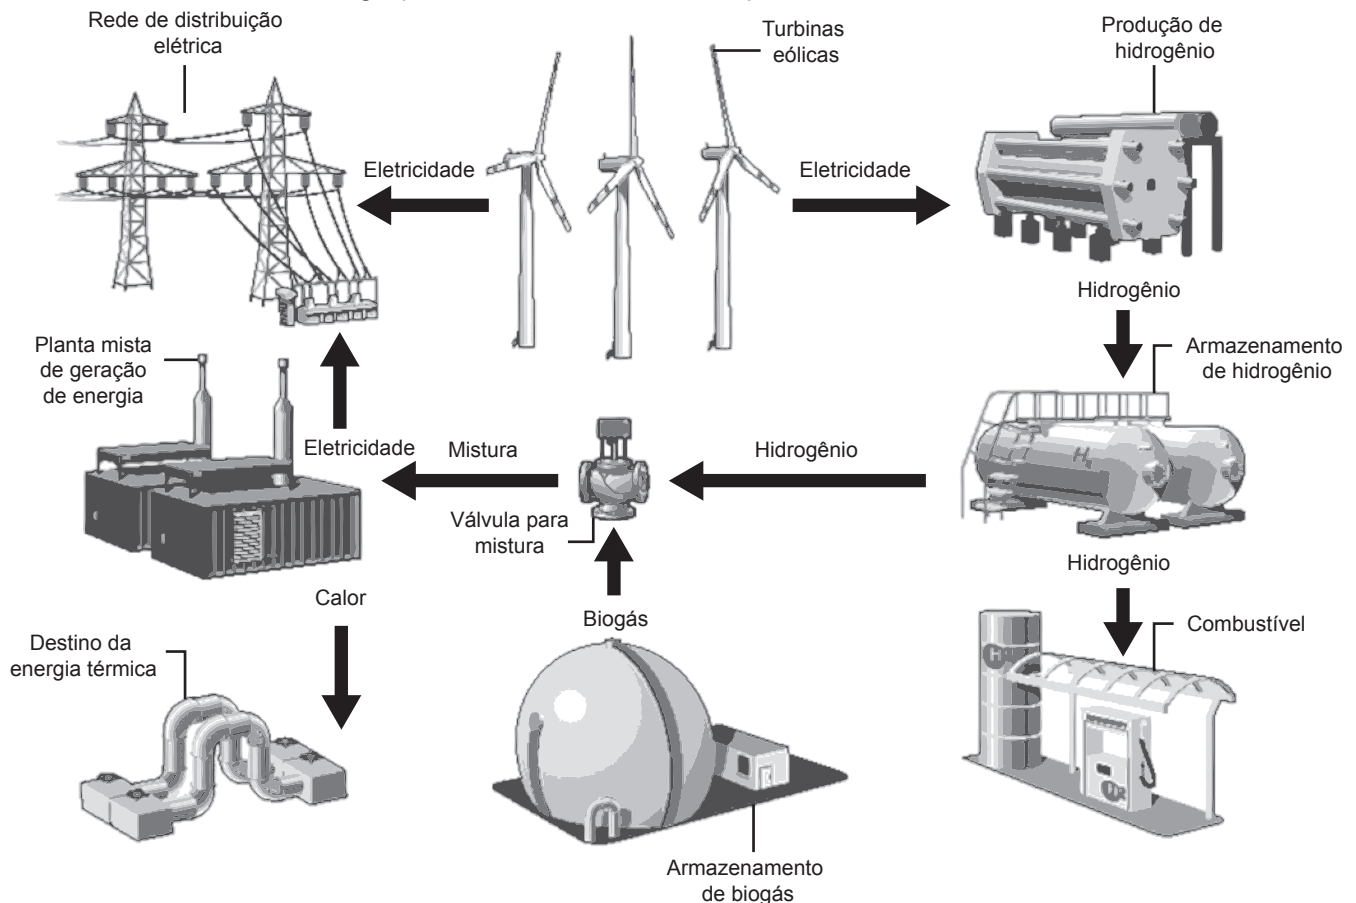 Rede de distribuição
elétrica
Turbinas
eólicas
Produção de
hidrogênio
Eletricidade
Eletricidade
Hidrogênio
Planta mista
de geração
de energia
Armazenamento
de hidrogênio
Eletricidade
Mistura
Hidrogênio
H
Válvula para
mistura
Hidrogênio
Calor
Biogás
Combustível
Destino da
energia térmica
Armazenamento
de biogás